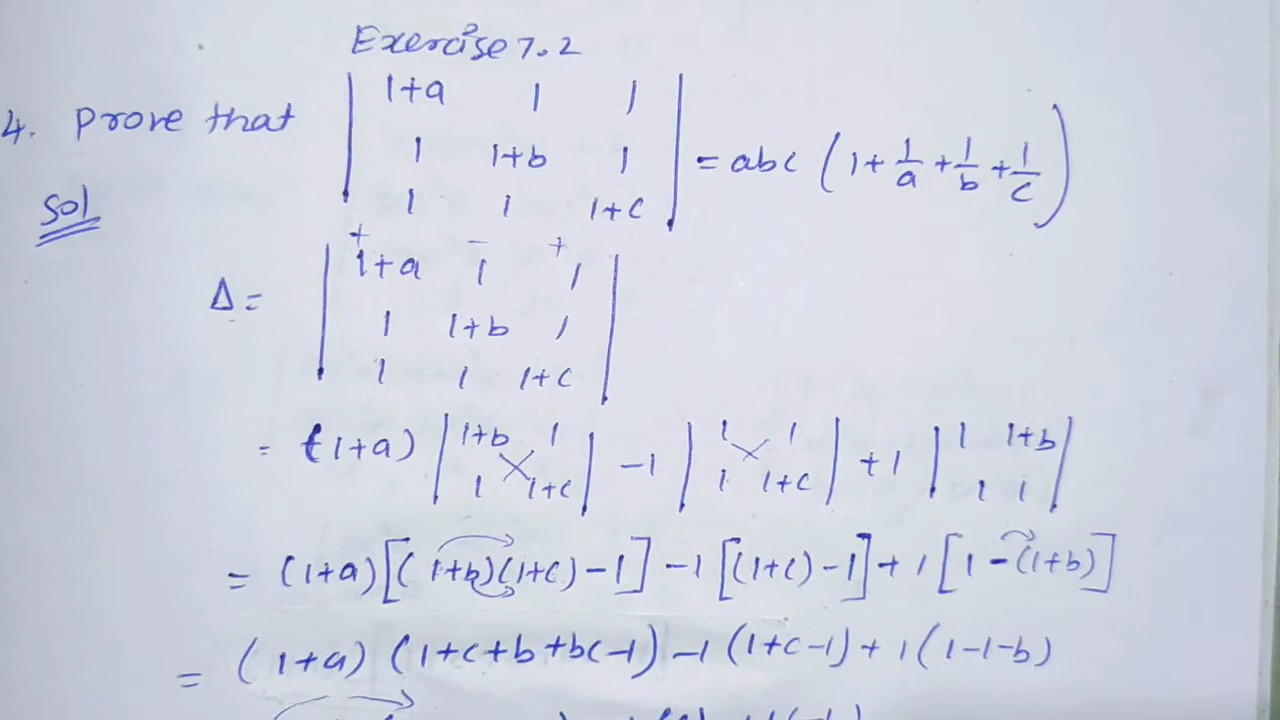 Exercise 7.2
4. Prove that | 1+a 1 1 |
| 1 1+b 1 | = abc (1 + 1/a + 1/b + 1/c)
| 1 1 1+c |
Sol
+ - +
| 1+a 1 1 |
Δ = | 1 1+b 1 |
| 1 1 1+c |
= (1+a) | 1+b 1 | -1 | 1 1 | +1 | 1 1+b |
| 1 1+c | | 1 1+c | | 1 1 |
= (1+a)[(1+b)(1+c)-1] -1[(1+c)-1] + 1[1-(1+b)]
= (1+a) (1+c+b+bc-1) -1(1+c-1) + 1(1-1-b)